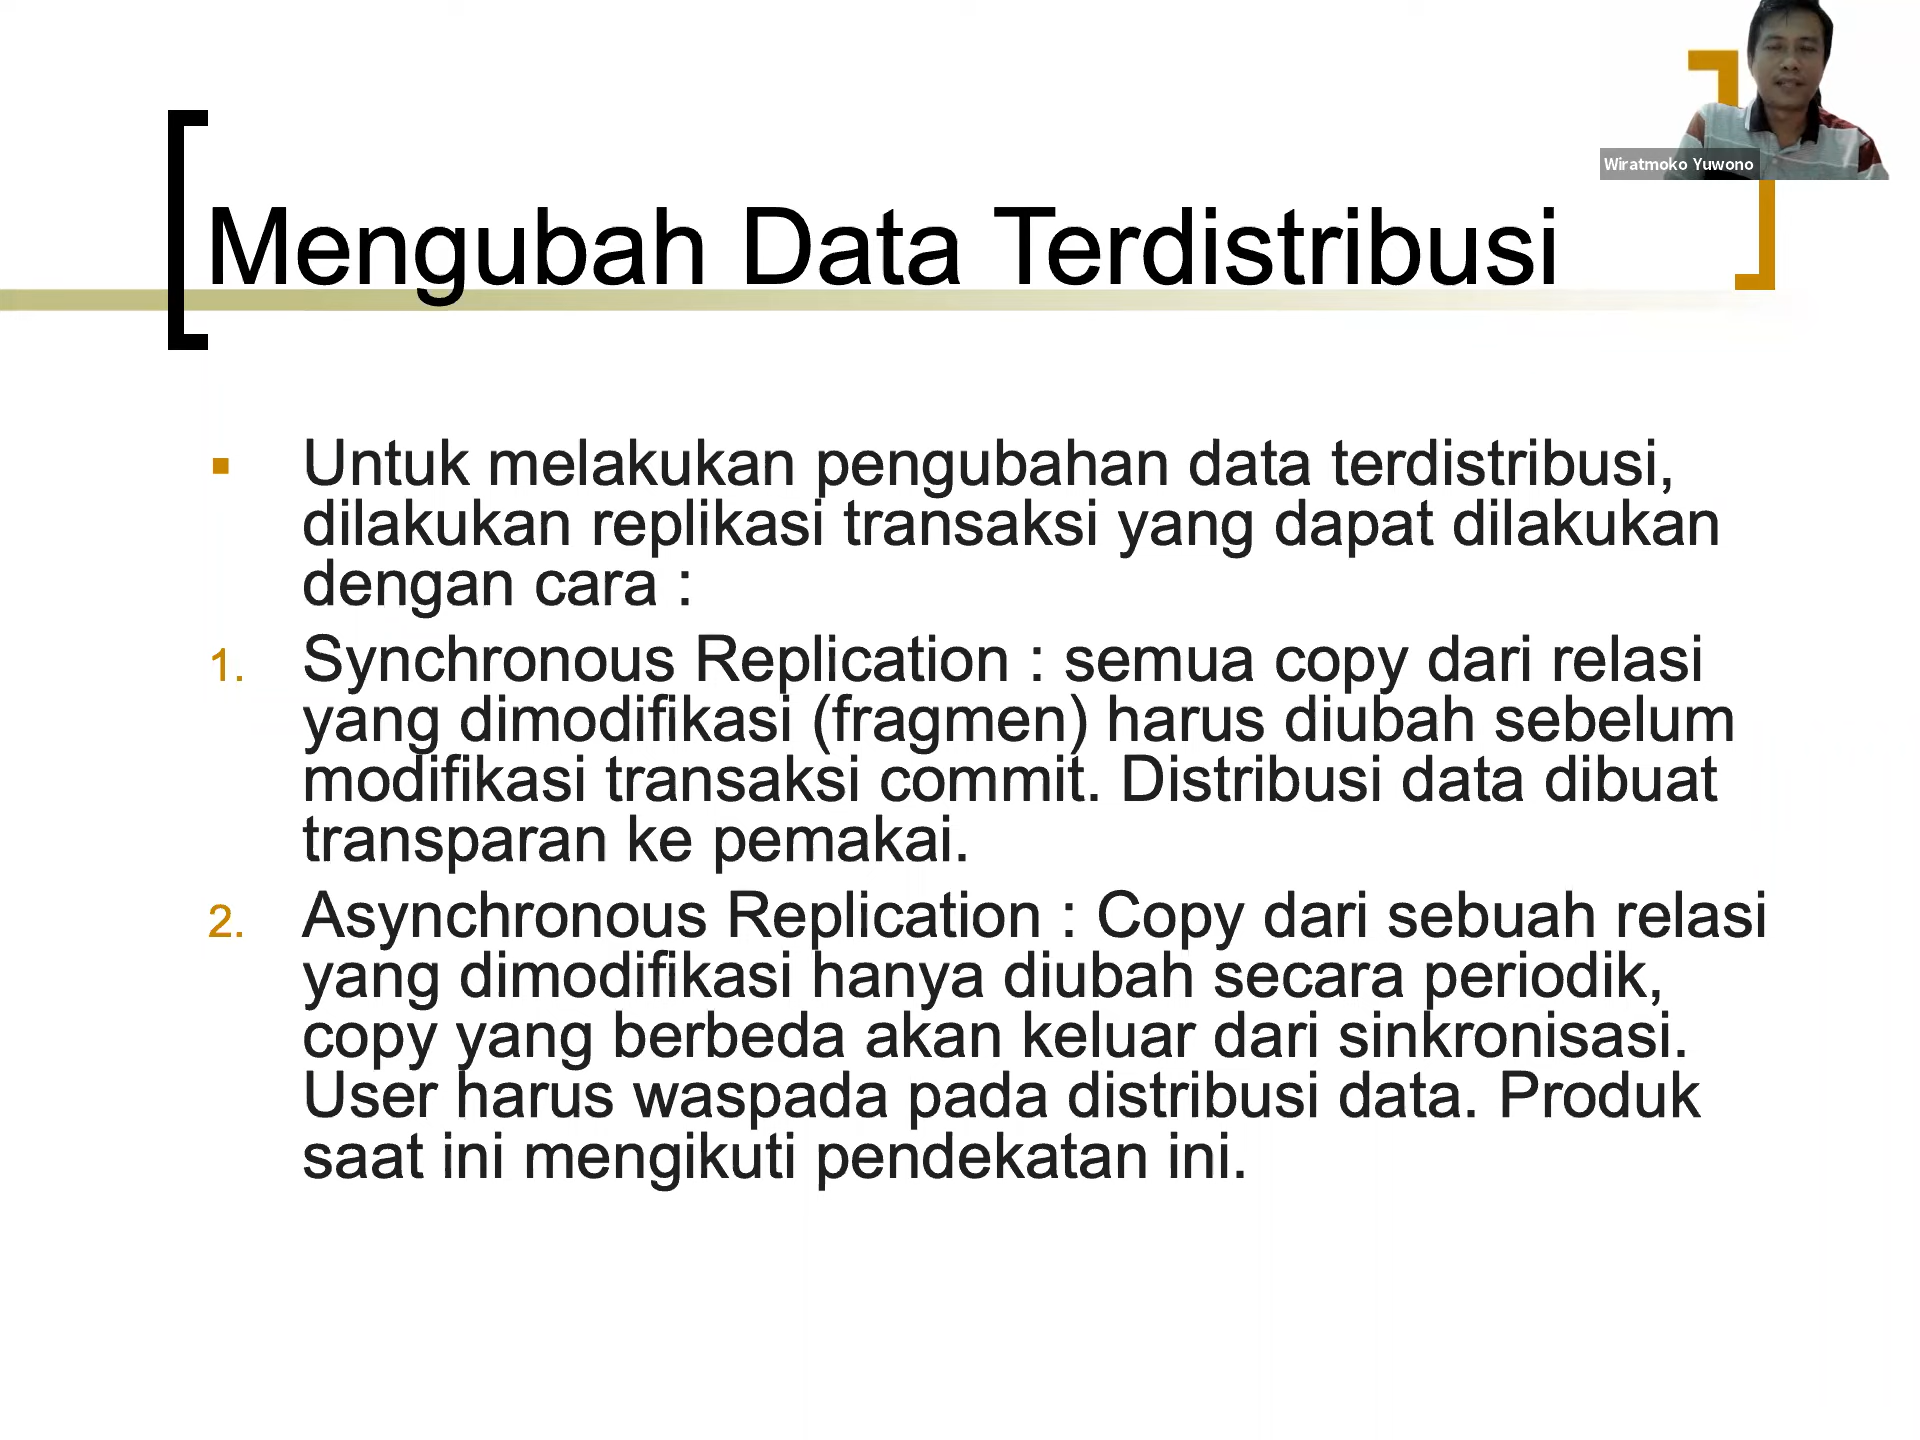 Wiratmoko Yuwono
Mengubah Data Terdistribusi
▪ Untuk melakukan pengubahan data terdistribusi,
dilakukan replikasi transaksi yang dapat dilakukan
dengan cara :
1. Synchronous Replication : semua copy dari relasi
yang dimodifikasi (fragmen) harus diubah sebelum
modifikasi transaksi commit. Distribusi data dibuat
transparan ke pemakai.
2. Asynchronous Replication : Copy dari sebuah relasi
yang dimodifikasi hanya diubah secara periodik,
copy yang berbeda akan keluar dari sinkronisasi.
User harus waspada pada distribusi data. Produk
saat ini mengikuti pendekatan ini.